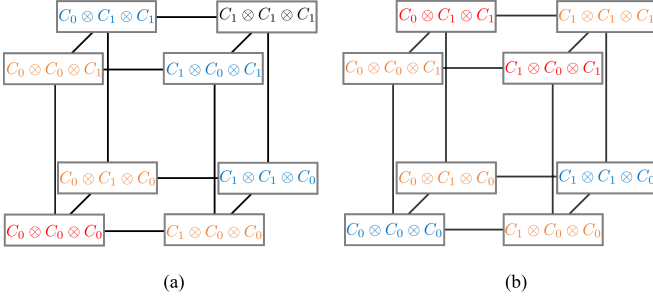 C₀ ⊗ C₁ ⊗ C₁ C₁ ⊗ C₁ ⊗ C₁
C₀ ⊗ C₀ ⊗ C₁ C₁ ⊗ C₀ ⊗ C₁
C₀ ⊗ C₁ ⊗ C₀ C₁ ⊗ C₁ ⊗ C₀
C₀ ⊗ C₀ ⊗ C₀ C₁ ⊗ C₀ ⊗ C₀
(a)
C₀ ⊗ C₁ ⊗ C₁ C₁ ⊗ C₁ ⊗ C₁
C₀ ⊗ C₀ ⊗ C₁ C₁ ⊗ C₀ ⊗ C₁
C₀ ⊗ C₁ ⊗ C₀ C₁ ⊗ C₁ ⊗ C₀
C₀ ⊗ C₀ ⊗ C₀ C₁ ⊗ C₀ ⊗ C₀
(b)